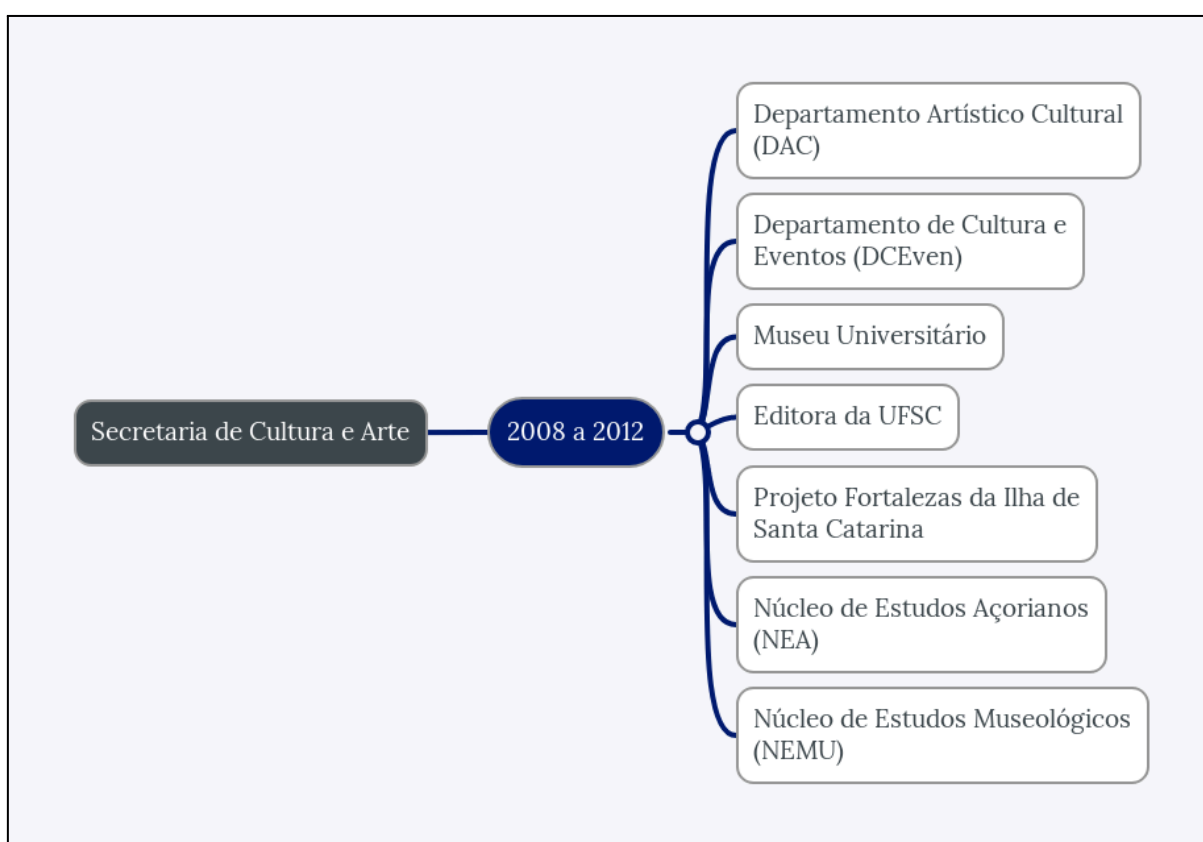 Secretaria de Cultura e Arte
2008 a 2012
Departamento Artístico Cultural
(DAC)
Departamento de Cultura e
Eventos (DCEven)
Museu Universitário
Editora da UFSC
Projeto Fortalezas da Ilha de
Santa Catarina
Núcleo de Estudos Açorianos
(NEA)
Núcleo de Estudos Museológicos
(NEMU)